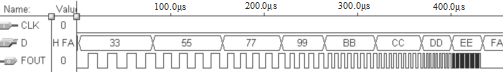 Name: Valu 100.0μs 200.0μs 300.0μs 400.0μs
CLK 0
D H FA 33 55 77 99 BB CC DD EE FA
FOUT 0